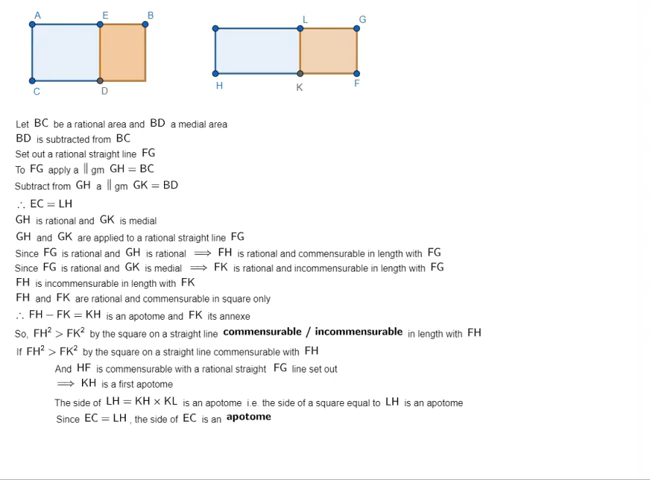 A E B L G
C D H K F
Let BC be a rational area and BD a medial area
BD is subtracted from BC
Set out a rational straight line FG
To FG apply a ∥ gm GH = BC
Subtract from GH a ∥ gm GK = BD
∴ EC = LH
GH is rational and GK is medial
GH and GK are applied to a rational straight line FG
Since FG is rational and GH is rational ⟹ FH is rational and commensurable in length with FG
Since FG is rational and GK is medial ⟹ FK is rational and incommensurable in length with FG
FH is incommensurable in length with FK
FH and FK are rational and commensurable in square only
∴ FH − FK = KH is an apotome and FK its annexe
So, FH² > FK² by the square on a straight line commensurable / incommensurable in length with FH
If FH² > FK² by the square on a straight line commensurable with FH
And HF is commensurable with a rational straight FG line set out
⟹ KH is a first apotome
The side of LH = KH × KL is an apotome i.e. the side of a square equal to LH is an apotome
Since EC = LH , the side of EC is an apotome